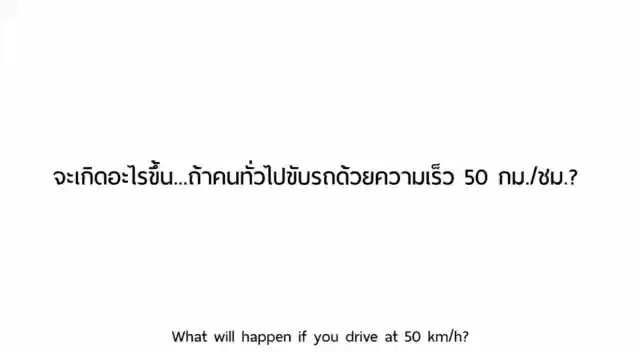 จะเกิดอะไรขึ้น...ถ้าคนทั่วไปขับรถด้วยความเร็ว 50 กม./ชม.?
What will happen if you drive at 50 km/h?